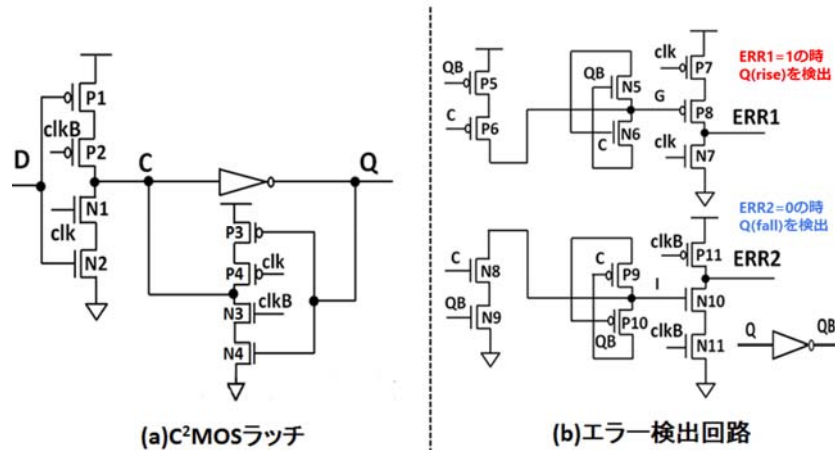 P1
clkB
P2
D
C
Q
N1
clk
N2
P3
P4
clk
N3
clkB
N4
(a)C²MOSラッチ
QB
P5
C
P6
QB
N5
N6
C
G
clk
P7
P8
ERR1
clk
N7
ERR1=1の時
Q(rise)を検出
C
N8
QB
N9
C
P9
P10
QB
I
clkB
P11
ERR2
N10
clkB
N11
ERR2=0の時
Q(fall)を検出
Q
QB
(b)エラー検出回路